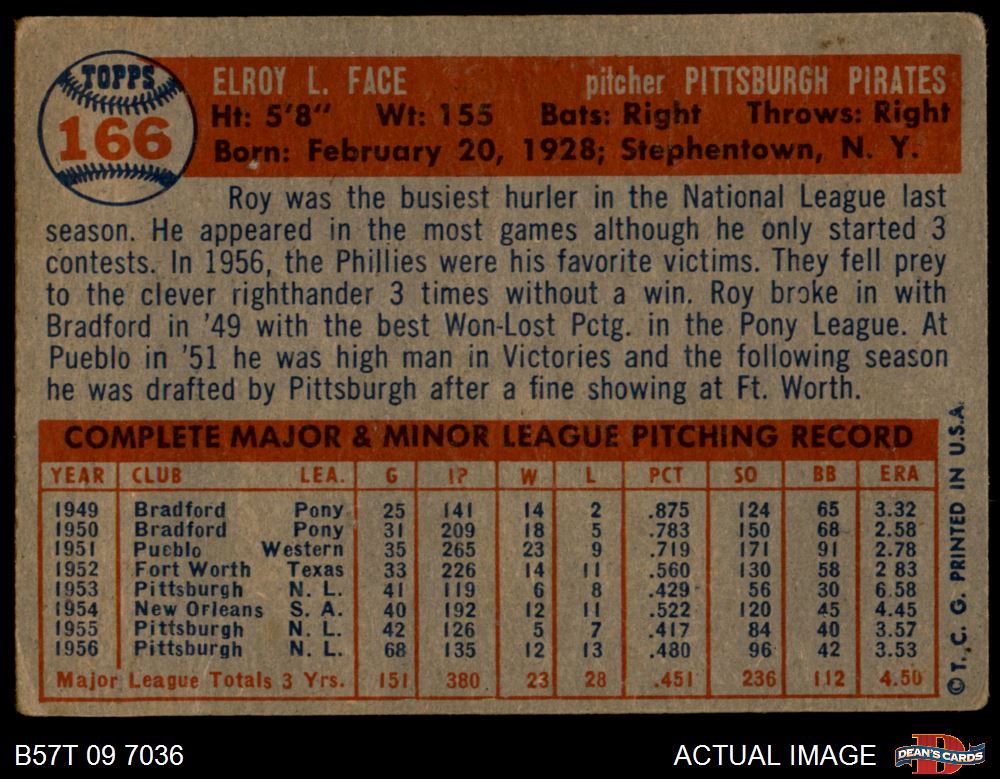 TOPPS
166
ELROY L. FACE pitcher PITTSBURGH PIRATES
Ht: 5'8" Wt: 155 Bats: Right Throws: Right
Born: February 20, 1928; Stephentown, N. Y.
Roy was the busiest hurler in the National League last
season. He appeared in the most games although he only started 3
contests. In 1956, the Phillies were his favorite victims. They fell prey
to the clever righthander 3 times without a win. Roy broke in with
Bradford in '49 with the best Won-Lost Pctg. in the Pony League. At
Pueblo in '51 he was high man in Victories and the following season
he was drafted by Pittsburgh after a fine showing at Ft. Worth.
COMPLETE MAJOR & MINOR LEAGUE PITCHING RECORD
YEAR CLUB LEA. G IP W L PCT SO BB ERA
1949 Bradford Pony 25 141 14 2 .875 124 65 3.32
1950 Bradford Pony 31 209 18 5 .783 150 68 2.58
1951 Pueblo Western 35 265 23 9 .719 171 91 2.78
1952 Fort Worth Texas 33 226 14 11 .560 130 58 2 83
1953 Pittsburgh N. L. 41 119 6 8 .429 56 30 6.58
1954 New Orleans S. A. 40 192 12 11 .522 120 45 4.45
1955 Pittsburgh N. L. 42 126 5 7 .417 84 40 3.57
1956 Pittsburgh N. L. 68 135 12 13 .480 96 42 3.53
Major League Totals 3 Yrs. 151 380 23 28 .451 236 112 4.50
© T. C. G. PRINTED IN U.S.A.
B57T 09 7036 ACTUAL IMAGE DEAN'S CARDS